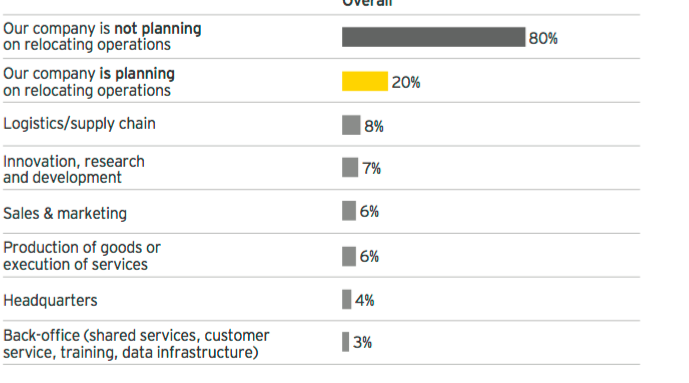 Overall
Our company is not planning
on relocating operations
80%
Our company is planning
on relocating operations
20%
Logistics/supply chain
8%
Innovation, research
and development
7%
Sales & marketing
6%
Production of goods or
execution of services
6%
Headquarters
4%
Back-office (shared services, customer
service, training, data infrastructure)
3%